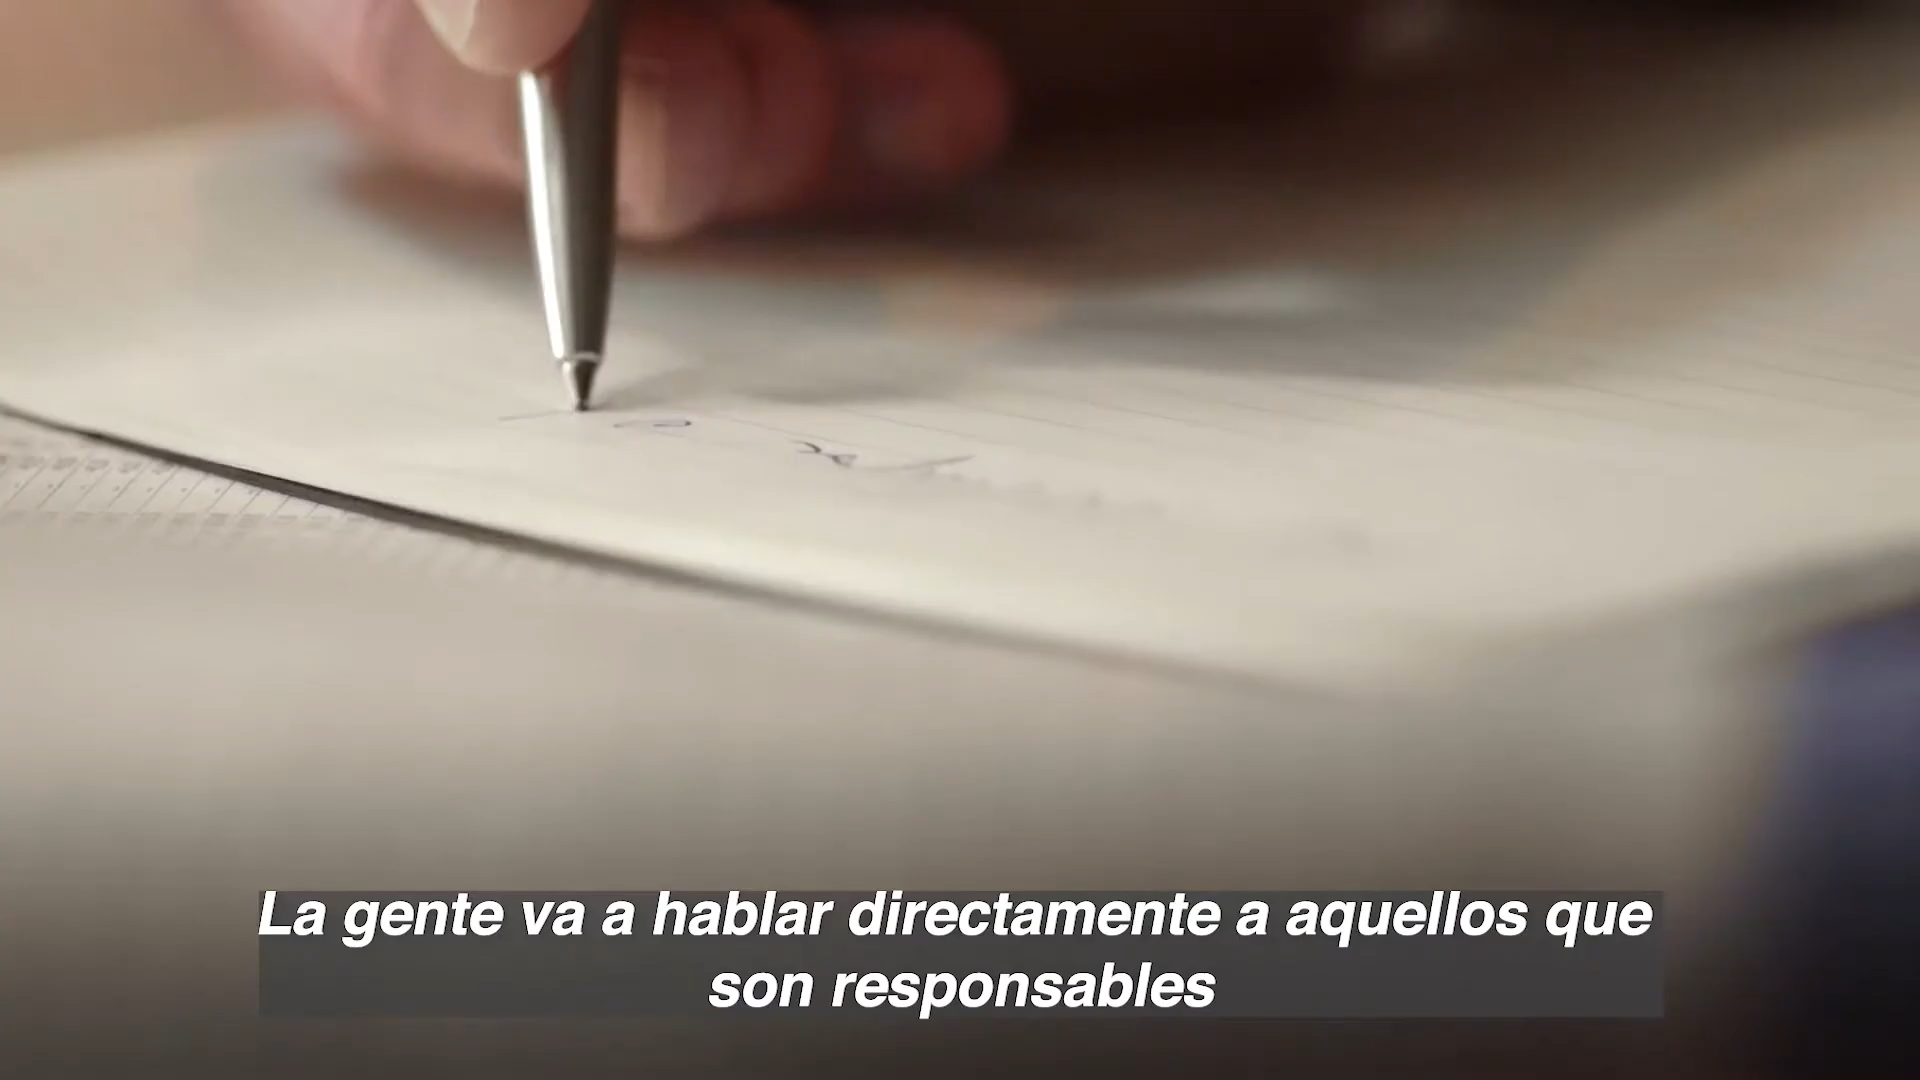 La gente va a hablar directamente a aquellos que
son responsables